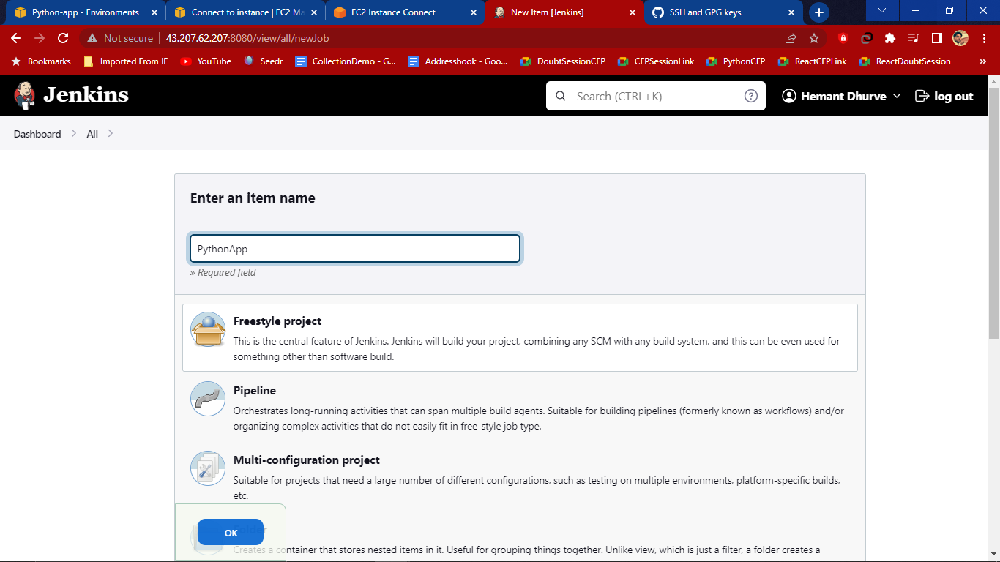 Python-app - Environments
Connect to instance | EC2 Ma
EC2 Instance Connect
New Item [Jenkins]
SSH and GPG keys
Not secure
43.207.62.207:8080/view/all/newJob
Bookmarks
Imported From IE
YouTube
Seedr
CollectionDemo - G...
Addressbook - Goo...
DoubtSessionCFP
CFPSessionLink
PythonCFP
ReactCFPLink
ReactDoubtSession
»
Jenkins
Search (CTRL+K)
Hemant Dhurve
log out
Dashboard
All
Enter an item name
PythonApp
» Required field
Freestyle project
This is the central feature of Jenkins. Jenkins will build your project, combining any SCM with any build system, and this can be even used for
something other than software build.
Pipeline
Orchestrates long-running activities that can span multiple build agents. Suitable for building pipelines (formerly known as workflows) and/or
organizing complex activities that do not easily fit in free-style job type.
Multi-configuration project
Suitable for projects that need a large number of different configurations, such as testing on multiple environments, platform-specific builds,
etc.
Folder
OK
Creates a container that stores nested items in it. Useful for grouping things together. Unlike view, which is just a filter, a folder creates a